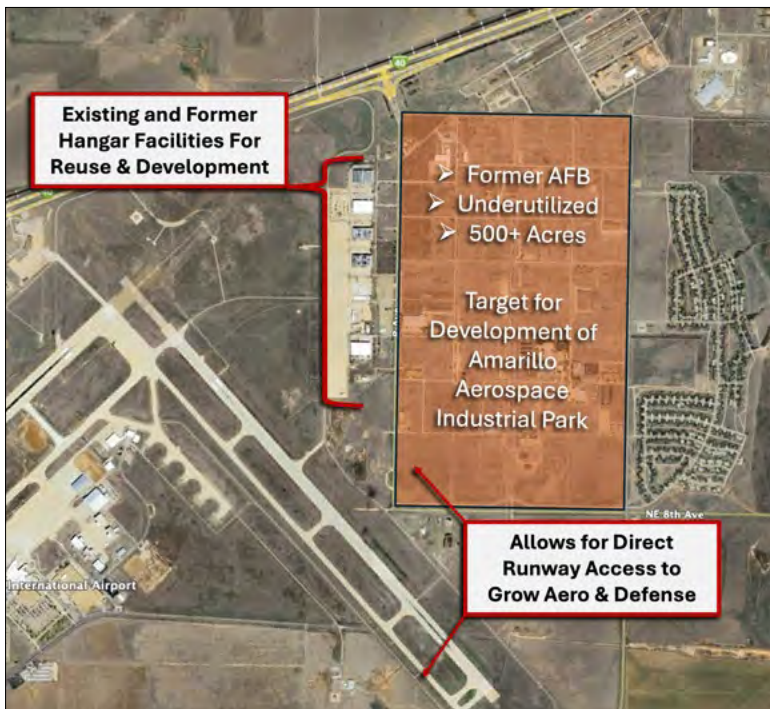 40
Existing and Former
Hangar Facilities For
Reuse & Development
➢ Former AFB
➢ Underutilized
➢ 500+ Acres
Target for
Development of
Amarillo
Aerospace
Industrial Park
NE 8th Ave
Allows for Direct
Runway Access to
Grow Aero & Defense
International Airport